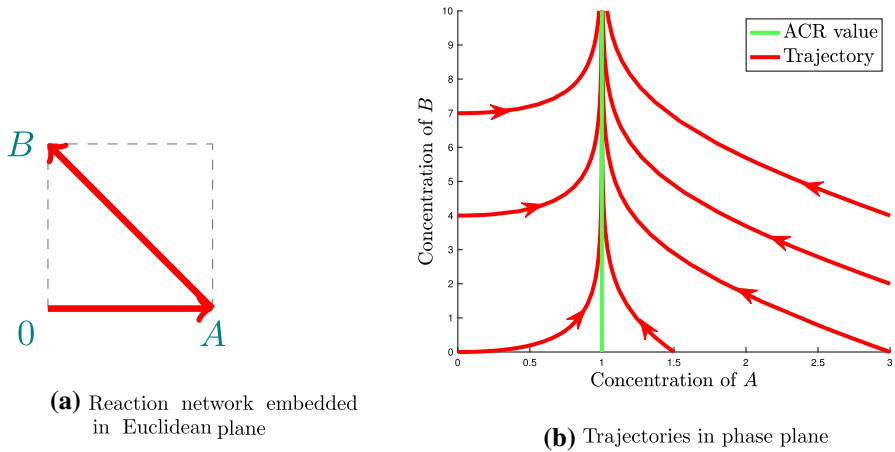 B
0
A
(a) Reaction network embedded
in Euclidean plane
Concentration of B
10
9
8
7
6
5
4
3
2
1
0
0
0.5
1
1.5
2
2.5
3
Concentration of A
ACR value
Trajectory
(b) Trajectories in phase plane